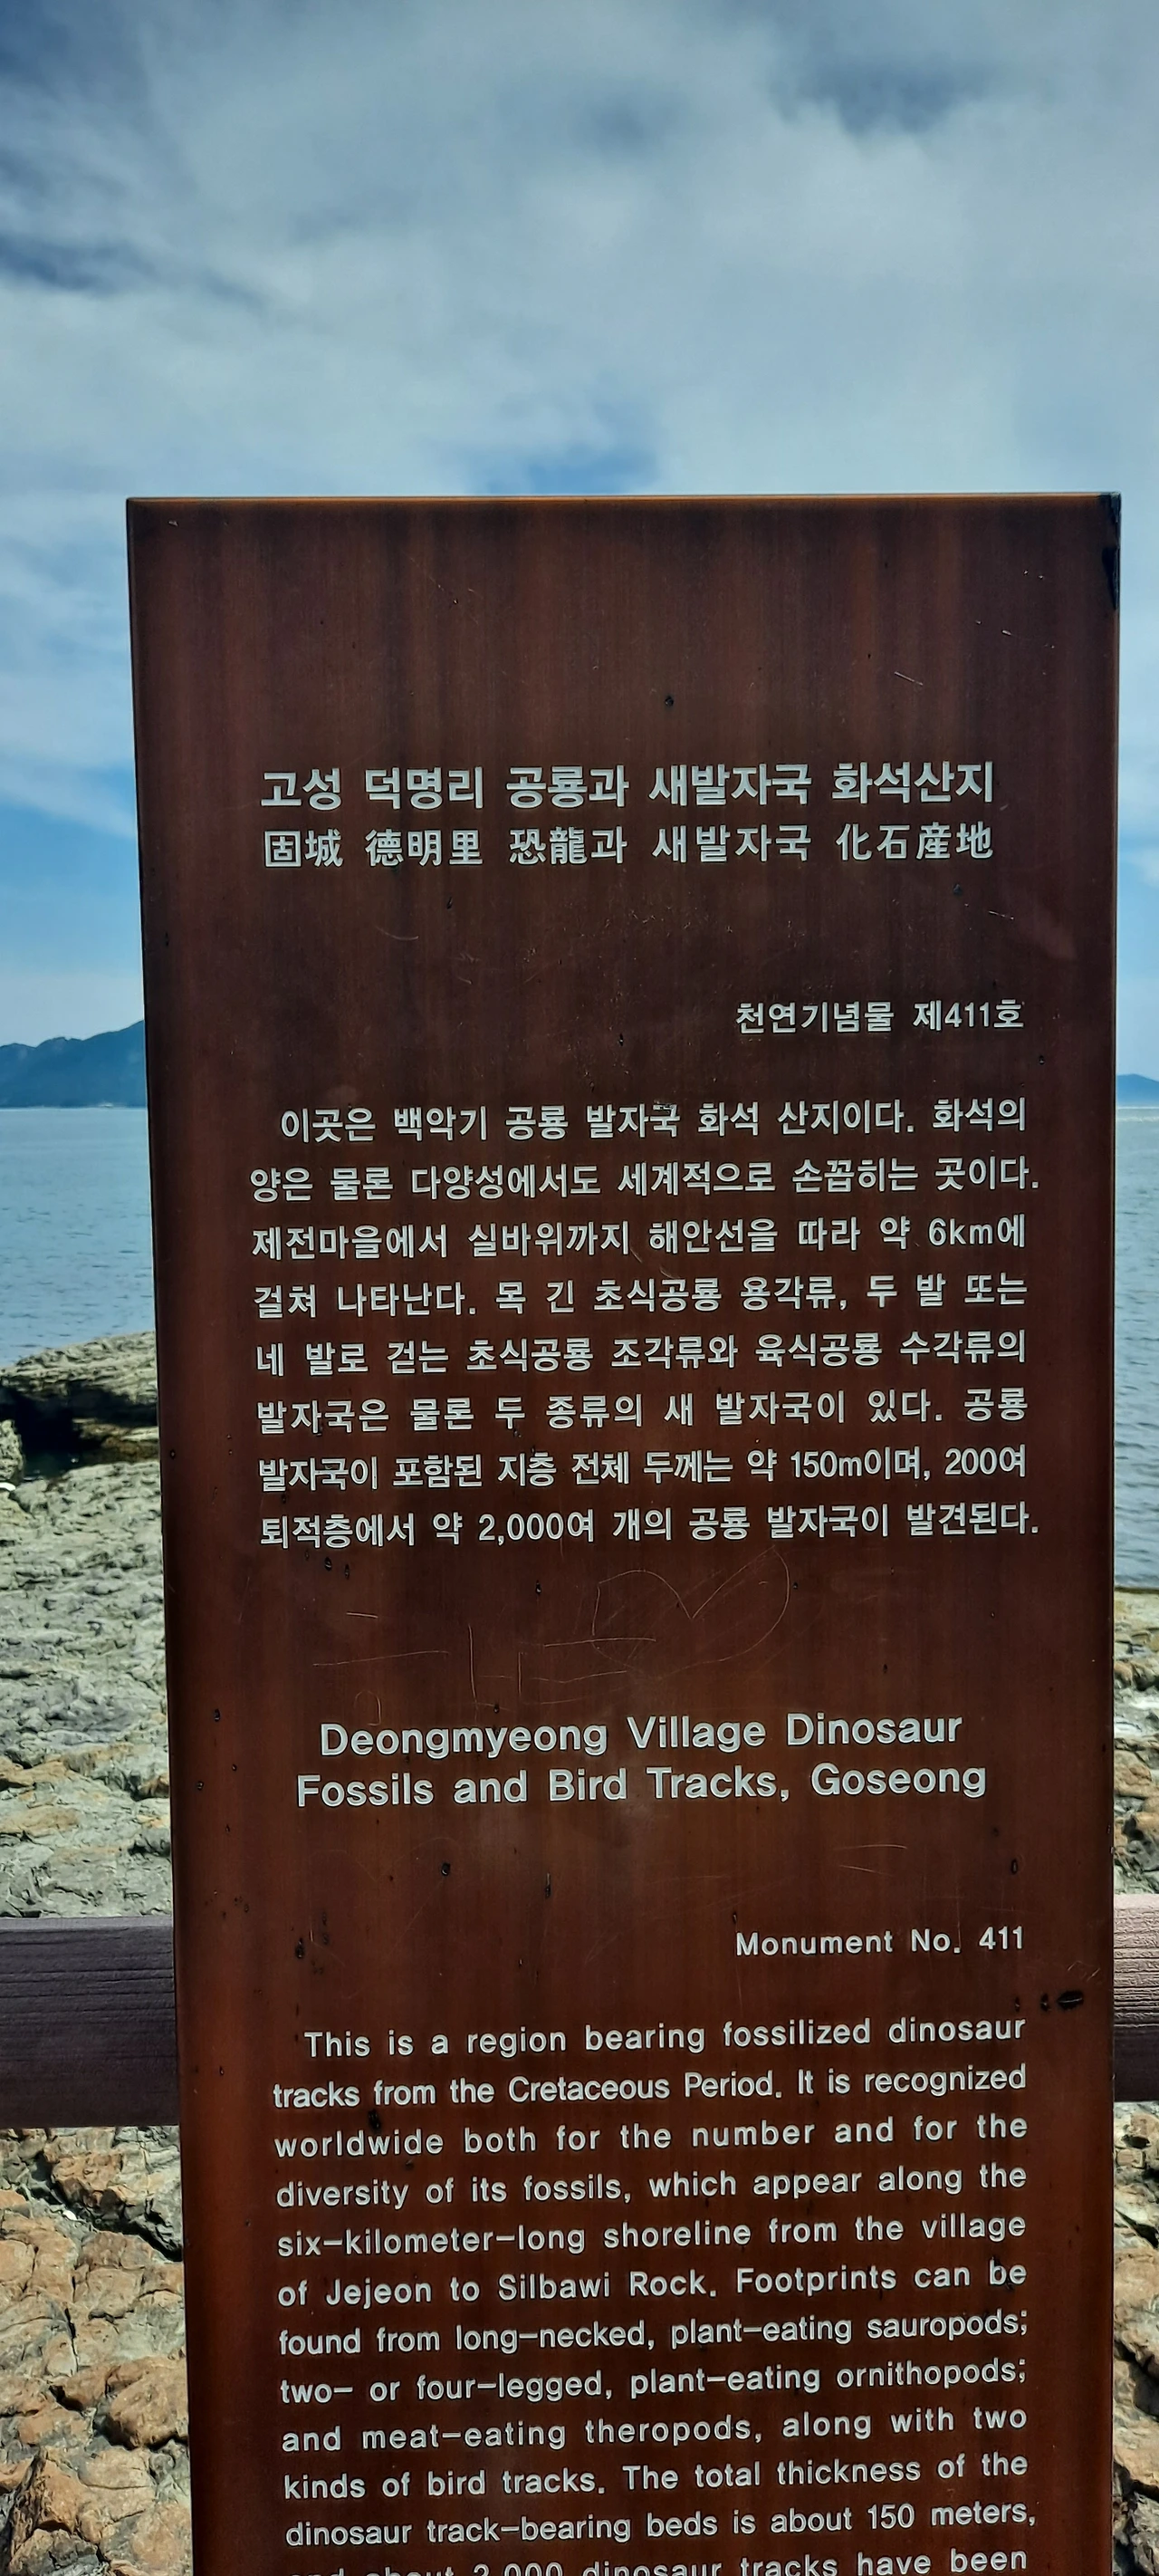 고성 덕명리 공룡과 새발자국 화석산지
固城 德明里 恐龍과 새발자국 化石産地
천연기념물 제411호
이곳은 백악기 공룡 발자국 화석 산지이다. 화석의
양은 물론 다양성에서도 세계적으로 손꼽히는 곳이다.
제전마을에서 실바위까지 해안선을 따라 약 6km에
걸쳐 나타난다. 목 긴 초식공룡 용각류, 두 발 또는
네 발로 걷는 초식공룡 조각류와 육식공룡 수각류의
발자국은 물론 두 종류의 새 발자국이 있다. 공룡
발자국이 포함된 지층 전체 두께는 약 150m이며, 200여
퇴적층에서 약 2,000여 개의 공룡 발자국이 발견된다.
Deongmyeong Village Dinosaur
Fossils and Bird Tracks, Goseong
Monument No. 411
This is a region bearing fossilized dinosaur
tracks from the Cretaceous Period. It is recognized
worldwide both for the number and for the
diversity of its fossils, which appear along the
six-kilometer-long shoreline from the village
of Jejeon to Silbawi Rock. Footprints can be
found from long-necked, plant-eating sauropods;
two- or four-legged, plant-eating ornithopods;
and meat-eating theropods, along with two
kinds of bird tracks. The total thickness of the
dinosaur track-bearing beds is about 150 meters,
and about 2,000 dinosaur tracks have been